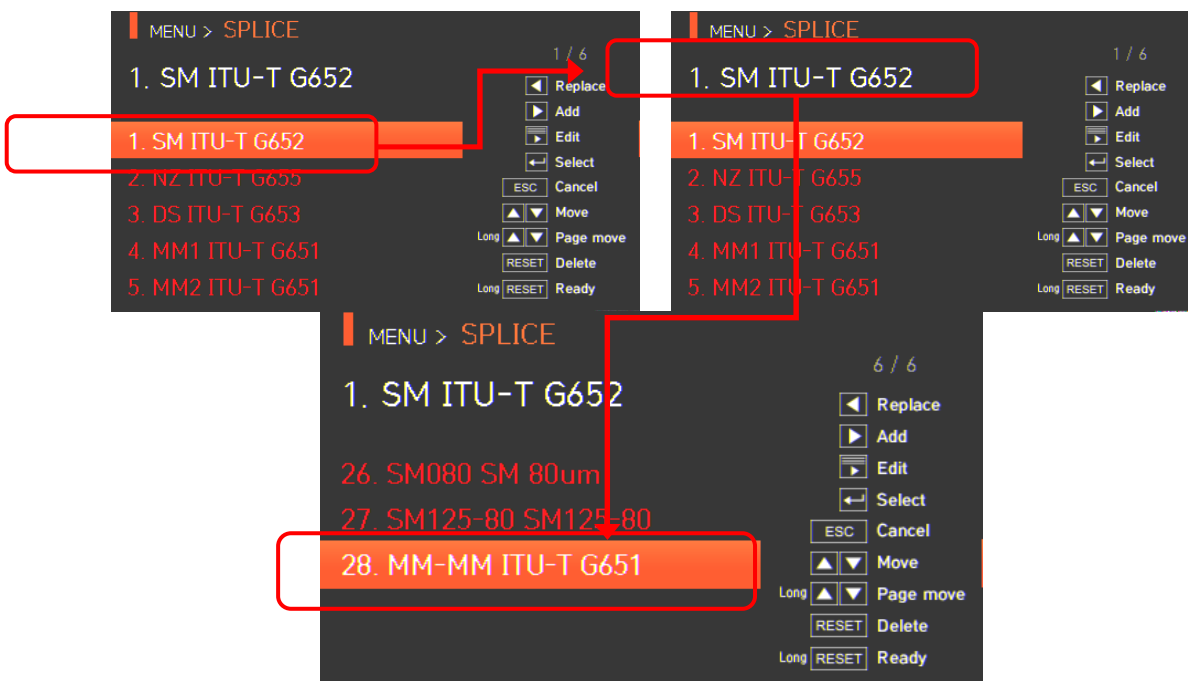 MENU > SPLICE
1 / 6
1. SM ITU-T G652
Replace
Add
1. SM ITU-T G652
Edit
Select
2. NZ ITU-T G655
ESC Cancel
3. DS ITU-T G653
Move
Long Page move
4. MM1 ITU-T G651
RESET Delete
5. MM2 ITU-T G651
Long RESET Ready
MENU > SPLICE
1 / 6
1. SM ITU-T G652
Replace
Add
1. SM ITU-T G652
Edit
Select
2. NZ ITU-T G655
ESC Cancel
3. DS ITU-T G653
Move
Long Page move
4. MM1 ITU-T G651
RESET Delete
5. MM2 ITU-T G651
Long RESET Ready
MENU > SPLICE
6 / 6
1. SM ITU-T G652
Replace
Add
26. SM080 SM 80um
Edit
Select
27. SM125-80 SM125-80
ESC Cancel
28. MM-MM ITU-T G651
Move
Long Page move
RESET Delete
Long RESET Ready